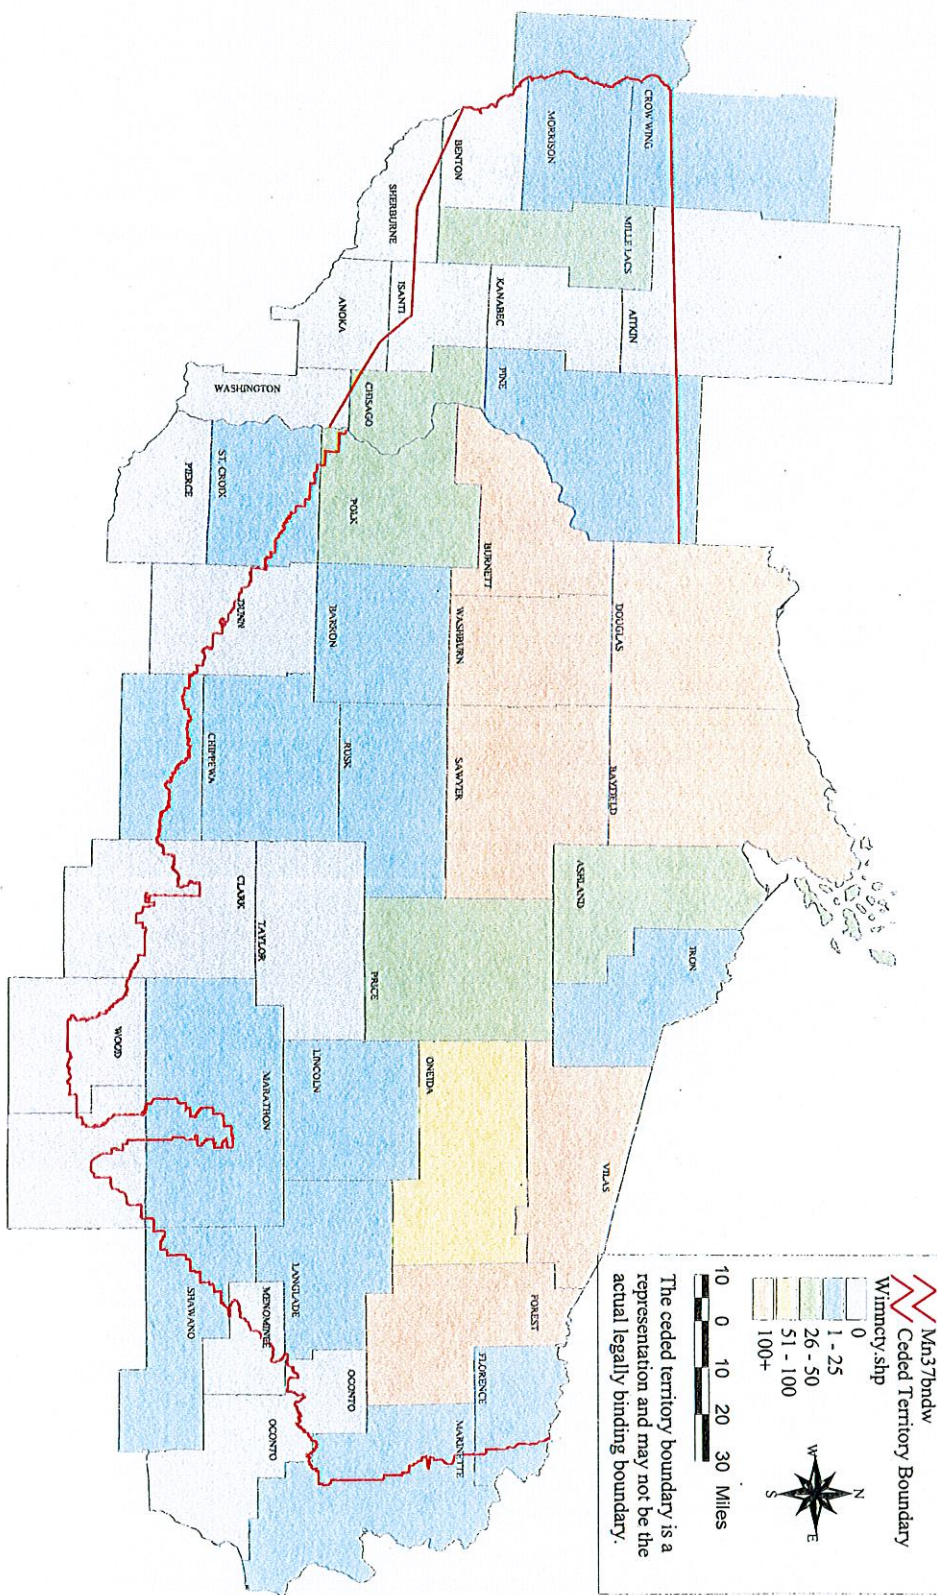 Mn37bndw
Ceded Territory Boundary
Wimncty.shp
0
1 - 25
26 - 50
51 - 100
100+
N
W
E
S
10 0 10 20 30 Miles
The ceded territory boundary is a
representation and may not be the
actual legally binding boundary.
CROW WING
MORRISON
BENTON
SHERBURNE
MILLE LACS
AITKIN
KANABEC
ISANTI
ANOKA
PINE
CHISAGO
WASHINGTON
PIERCE
ST. CROIX
POLK
BURNETT
DOUGLAS
WASHBURN
BARRON
DUNN
BAYFIELD
SAWYER
RUSK
CHIPPEWA
ASHLAND
IRON
PRICE
TAYLOR
CLARK
WOOD
MARATHON
LINCOLN
ONEIDA
VILAS
FOREST
FLORENCE
LANGLADE
MENOMINEE
SHAWANO
OCONTO
OCONTO
MARINETTE